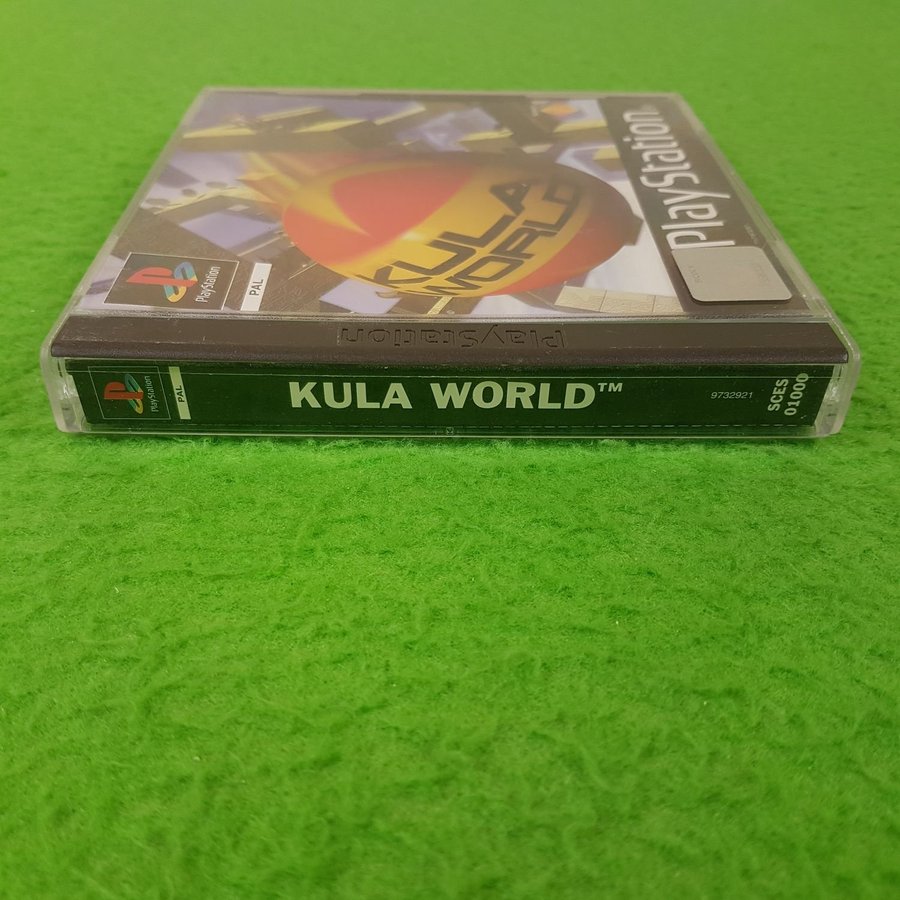 PlayStation
KULA
WORLD
PlayStation
PAL
PlayStation
PlayStation
PAL
KULA WORLD™
9732921
SCES
01000